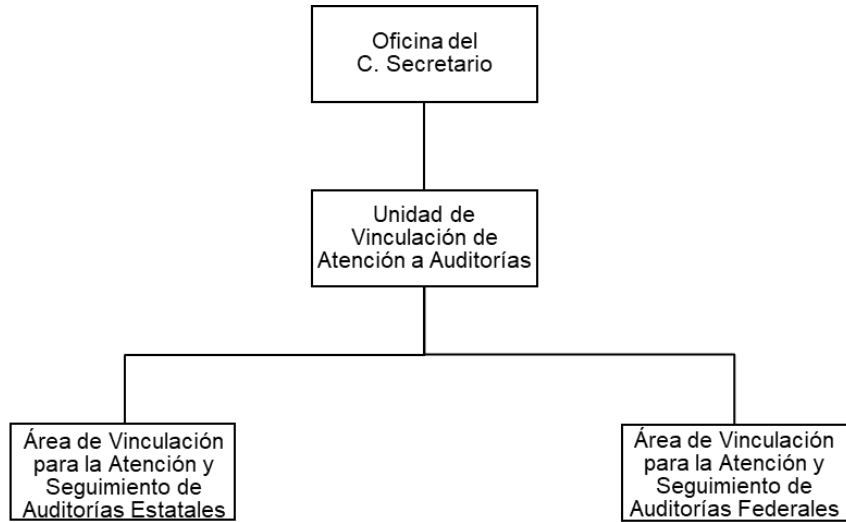 Oficina del
C. Secretario
Unidad de
Vinculación de
Atención a Auditorías
Área de Vinculación
para la Atención y
Seguimiento de
Auditorías Estatales
Área de Vinculación
para la Atención y
Seguimiento de
Auditorías Federales